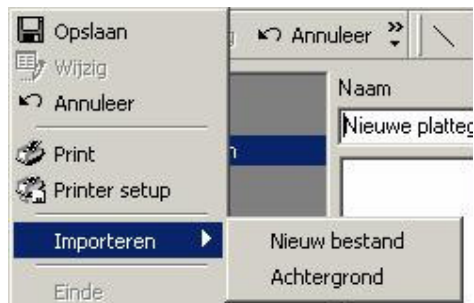 Opslaan
Wijzig
Annuleer
Print
Printer setup
Importeren
Einde
Annuleer
Naam
Nieuwe platteg
Nieuw bestand
Achtergrond